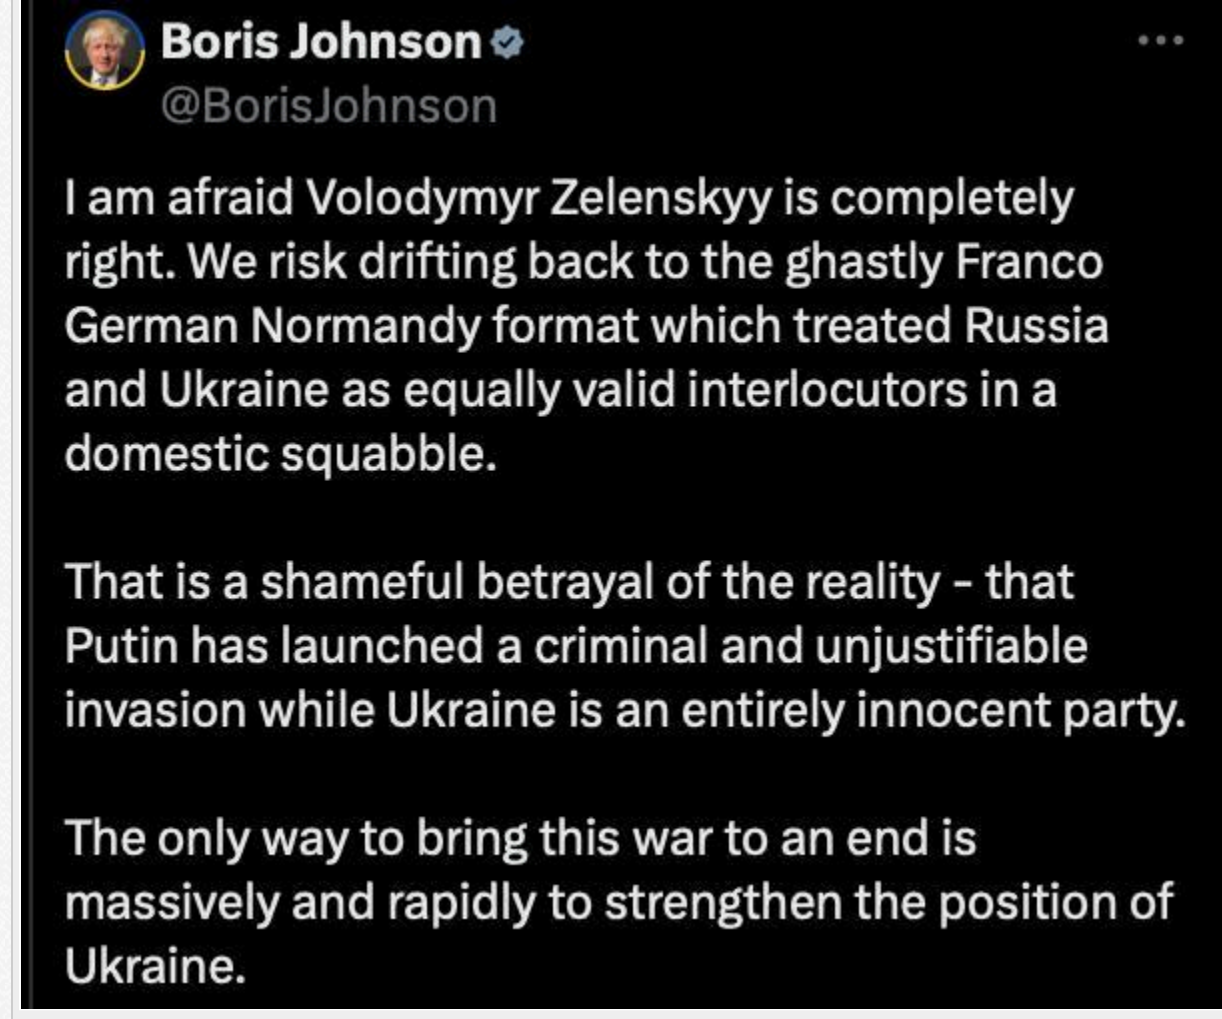 Boris Johnson
@BorisJohnson
I am afraid Volodymyr Zelenskyy is completely
right. We risk drifting back to the ghastly Franco
German Normandy format which treated Russia
and Ukraine as equally valid interlocutors in a
domestic squabble.
That is a shameful betrayal of the reality – that
Putin has launched a criminal and unjustifiable
invasion while Ukraine is an entirely innocent party.
The only way to bring this war to an end is
massively and rapidly to strengthen the position of
Ukraine.